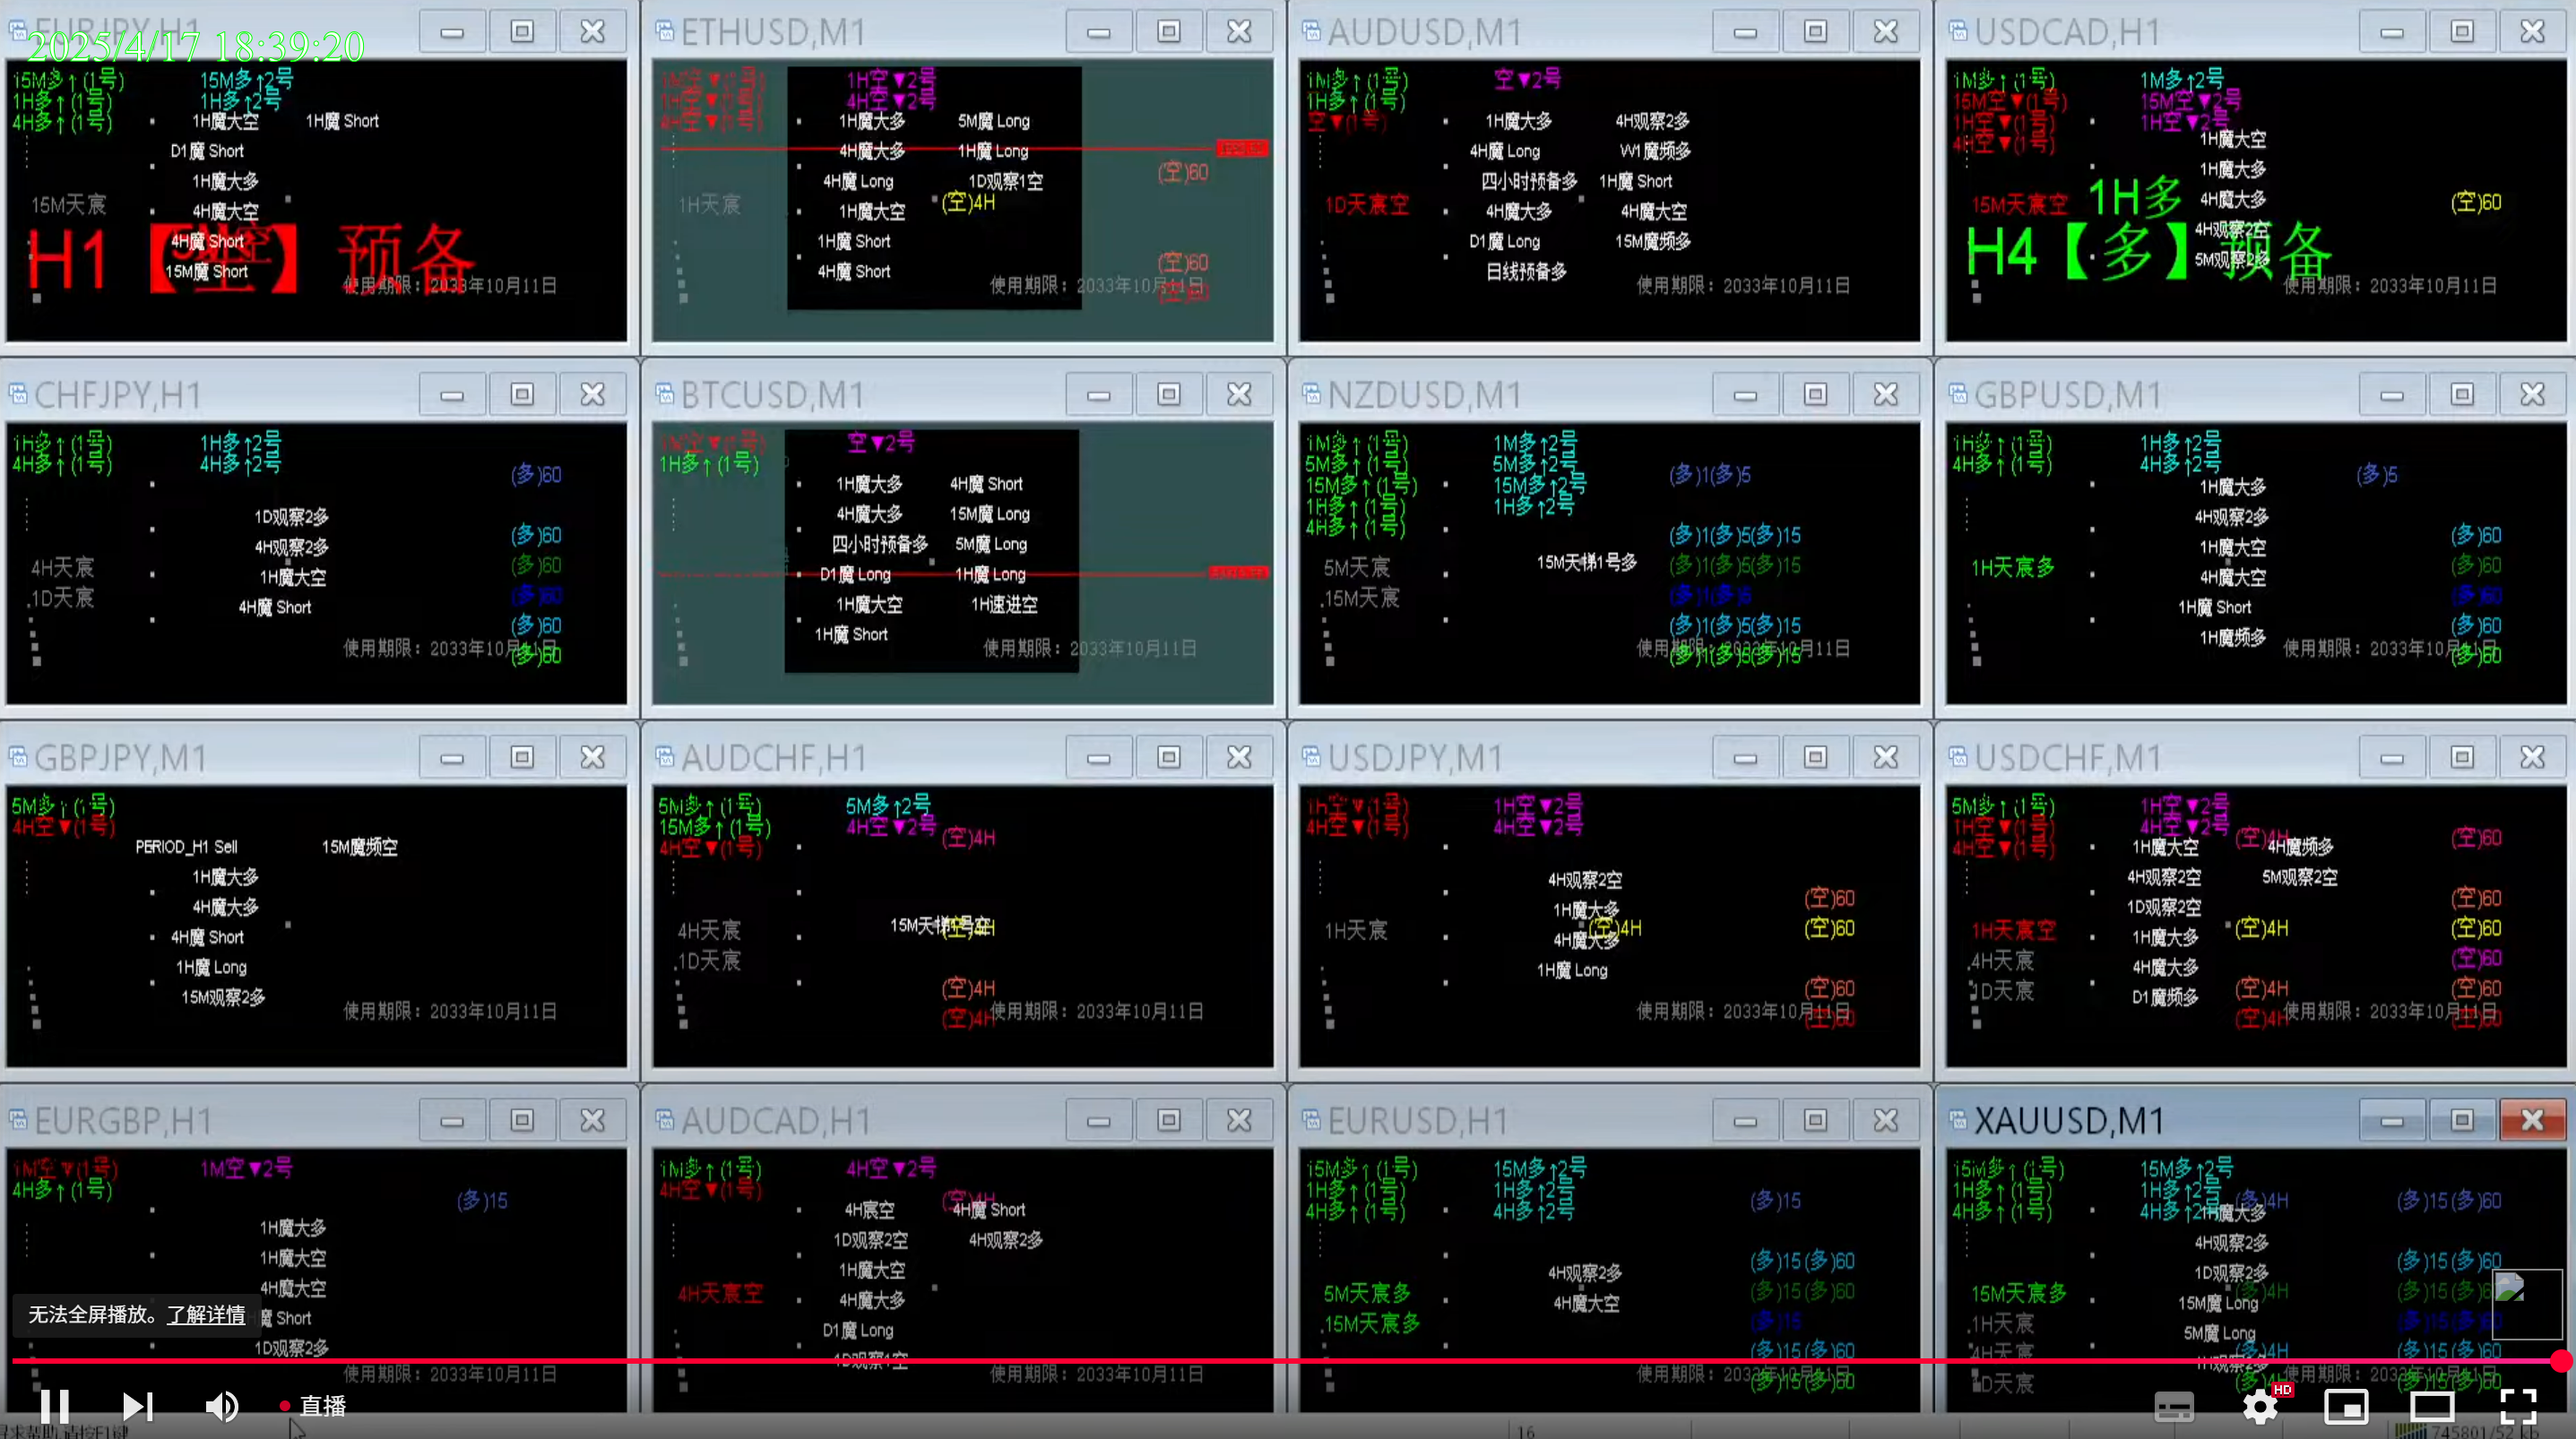 EURJPY,H1
2025/4/17 18:39:20
15M多↑(1号) 15M多↑2号
1H多↑(1号) 1H多↑2号
4H多↑(1号) 1H魔大空 1H魔 Short
D1魔 Short
1H魔大多
15M天宸 4H魔大空
4H魔 Short
H1【空】预备
15M魔 Short
使用期限：2033年10月11日
ETHUSD,M1
1H空▼2号
1H空▼(1号) 4H空▼2号
4H空▼(1号) 1H魔大多 5M魔 Long
4H魔大多 1H魔 Long
(空)60
4H魔 Long 1D观察1空
1H天宸 1H魔大空 (空)4H
1H魔 Short
(空)60
4H魔 Short
使用期限：2033年10月11日
(空)60
AUDUSD,M1
1M多↑(1号) 空▼2号
1H多↑(1号)
空▼(1号) 1H魔大多 4H观察2多
4H魔 Long W1魔频多
四小时预备多 1H魔 Short
1D天宸空 4H魔大多 4H魔大空
D1魔 Long 15M魔频多
日线预备多
使用期限：2033年10月11日
USDCAD,H1
1M多↑(1号) 1M多↑2号
15M空▼(1号) 15M空▼2号
1H空▼(1号) 1H空▼2号
4H空▼(1号) 1H魔大空
1H魔大多
15M天宸空 1H多 4H魔大多 (空)60
4H观察2空
H4【多】预备
5M观察2多
使用期限：2033年10月11日
CHFJPY,H1
1H多↑(1号) 1H多↑2号
4H多↑(1号) 4H多↑2号
(多)60
1D观察2多
(多)60
4H观察2多
4H天宸 (多)60
1H魔大空
1D天宸 (多)60
4H魔 Short
(多)60
使用期限：2033年10月11日
(多)60
BTCUSD,M1
空▼2号
1H多↑(1号)
1H魔大多 4H魔 Short
4H魔大多 15M魔 Long
四小时预备多 5M魔 Long
D1魔 Long 1H魔 Long
1H魔大空 1H速进空
1H魔 Short
使用期限：2033年10月11日
NZDUSD,M1
1M多↑(1号) 1M多↑2号
5M多↑(1号) 5M多↑2号
15M多↑(1号) 15M多↑2号
1H多↑(1号) 1H多↑2号
4H多↑(1号)
(多)1(多)5
(多)1(多)5(多)15
5M天宸 15M天梯1号多 (多)1(多)5(多)15
15M天宸 (多)1(多)5
(多)1(多)5(多)15
使用期限：2033年10月11日
(多)1(多)5(多)15
GBPUSD,M1
1H多↑(1号) 1H多↑2号
4H多↑(1号) 4H多↑2号
(多)5
1H魔大多
4H观察2多
(多)60
1H魔大空
1H天宸多 (多)60
4H魔大空
(多)60
1H魔 Short
(多)60
1H魔频多
使用期限：2033年10月11日
(多)60
GBPJPY,M1
5M多↑(1号)
4H空▼(1号)
PERIOD_H1 Sell 15M魔频空
1H魔大多
4H魔大多
4H魔 Short
1H魔 Long
15M观察2多
使用期限：2033年10月11日
AUDCHF,H1
5M多↑(1号) 5M多↑2号
15M多↑(1号) 4H空▼2号
4H空▼(1号) (空)4H
4H天宸 (空)4H
1D天宸
(空)4H
使用期限：2033年10月11日
(空)4H
USDJPY,M1
1H空▼(1号) 1H空▼2号
4H空▼(1号) 4H空▼2号
4H观察2空
(空)60
1H魔大多
1H天宸 (空)4H (空)60
4H魔大多
1H魔 Long
(空)60
使用期限：2033年10月11日
(空)60
USDCHF,M1
5M多↑(1号) 1H空▼2号
1H空▼(1号) 4H空▼2号
4H空▼(1号) (空)4H (空)60
1H魔大空 4H魔频多
4H观察2空 5M观察2空
1D观察2空 (空)60
1H天宸空 1H魔大多 (空)4H (空)60
4H天宸 4H魔大多 (空)60
1D天宸 D1魔频多 (空)4H (空)60
使用期限：2033年10月11日
(空)4H (空)60
EURGBP,H1
1M空▼(1号) 1M空▼2号
4H多↑(1号)
(多)15
1H魔大多
1H魔大空
4H魔大空
无法全屏播放。了解详情
魔 Short
1D观察2多
使用期限：2033年10月11日
AUDCAD,H1
1M多↑(1号) 4H空▼2号
4H空▼(1号) (空)4H
4H宸空 4H魔 Short
1D观察2空 4H观察2多
1H魔大空
4H天宸空 4H魔大多
D1魔 Long
1D观察1空
使用期限：2033年10月11日
EURUSD,H1
15M多↑(1号) 15M多↑2号
1H多↑(1号) 1H多↑2号
4H多↑(1号) 4H多↑2号
(多)15
(多)15(多)60
4H观察2多
5M天宸多 (多)15(多)60
4H魔大空
15M天宸多 (多)15
(多)15(多)60
使用期限：2033年10月11日
(多)15(多)60
XAUUSD,M1
15M多↑(1号) 15M多↑2号
1H多↑(1号) 1H多↑2号
4H多↑(1号) (多)4H (多)15(多)60
1H魔大多
4H观察2多
(多)15(多)60
1D观察2多
15M天宸多 (多)4H
15M魔 Long
1H天宸
5M魔 Long
4H天宸 (多)4H (多)15(多)60
使用期限：2033年10月11日
直播
HD
16